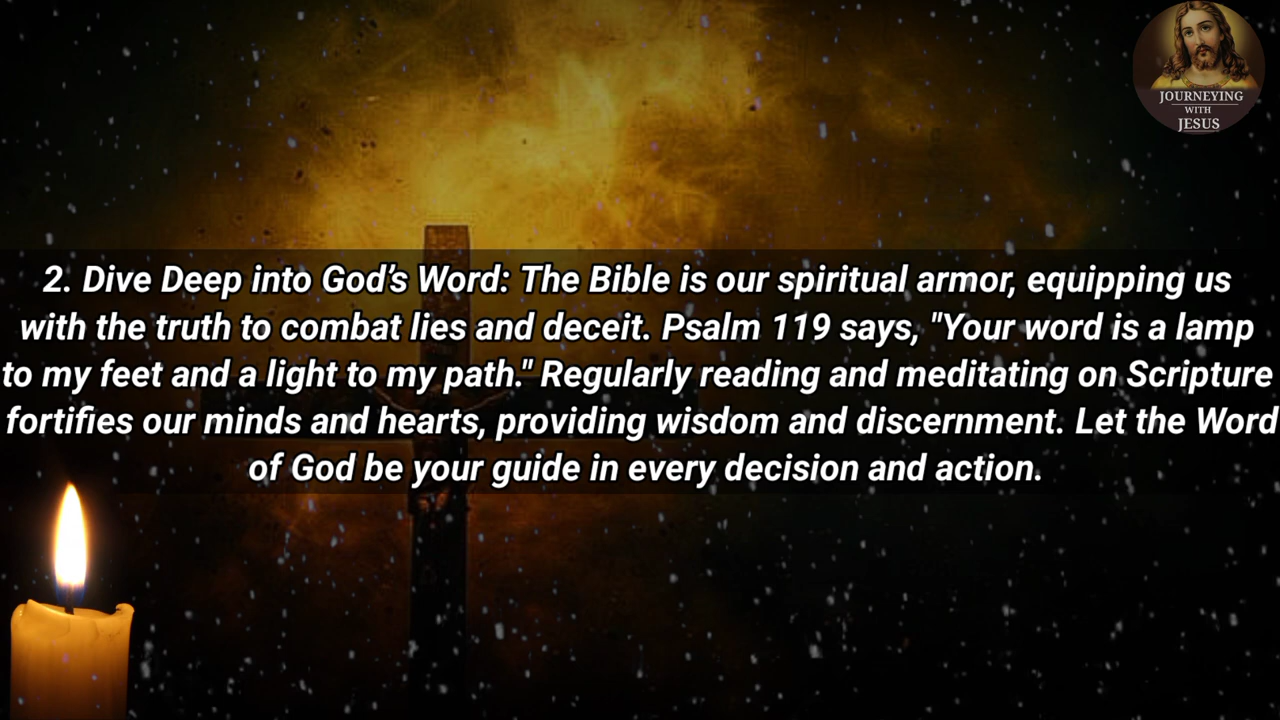 JOURNEYING
WITH
JESUS
2. Dive Deep into God’s Word: The Bible is our spiritual armor, equipping us
with the truth to combat lies and deceit. Psalm 119 says, "Your word is a lamp
to my feet and a light to my path." Regularly reading and meditating on Scripture
fortifies our minds and hearts, providing wisdom and discernment. Let the Word
of God be your guide in every decision and action.